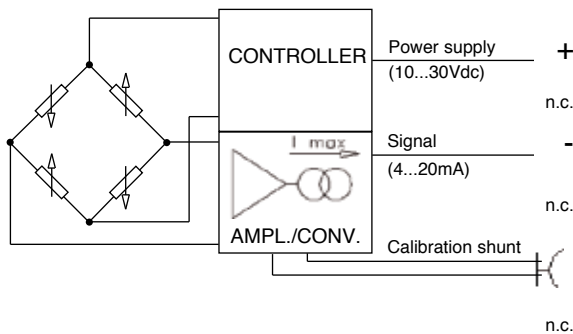 CONTROLLER
Power supply
+
(10...30Vdc)
n.c.
I max
Signal
-
(4...20mA)
n.c.
AMPL./CONV.
Calibration shunt
n.c.